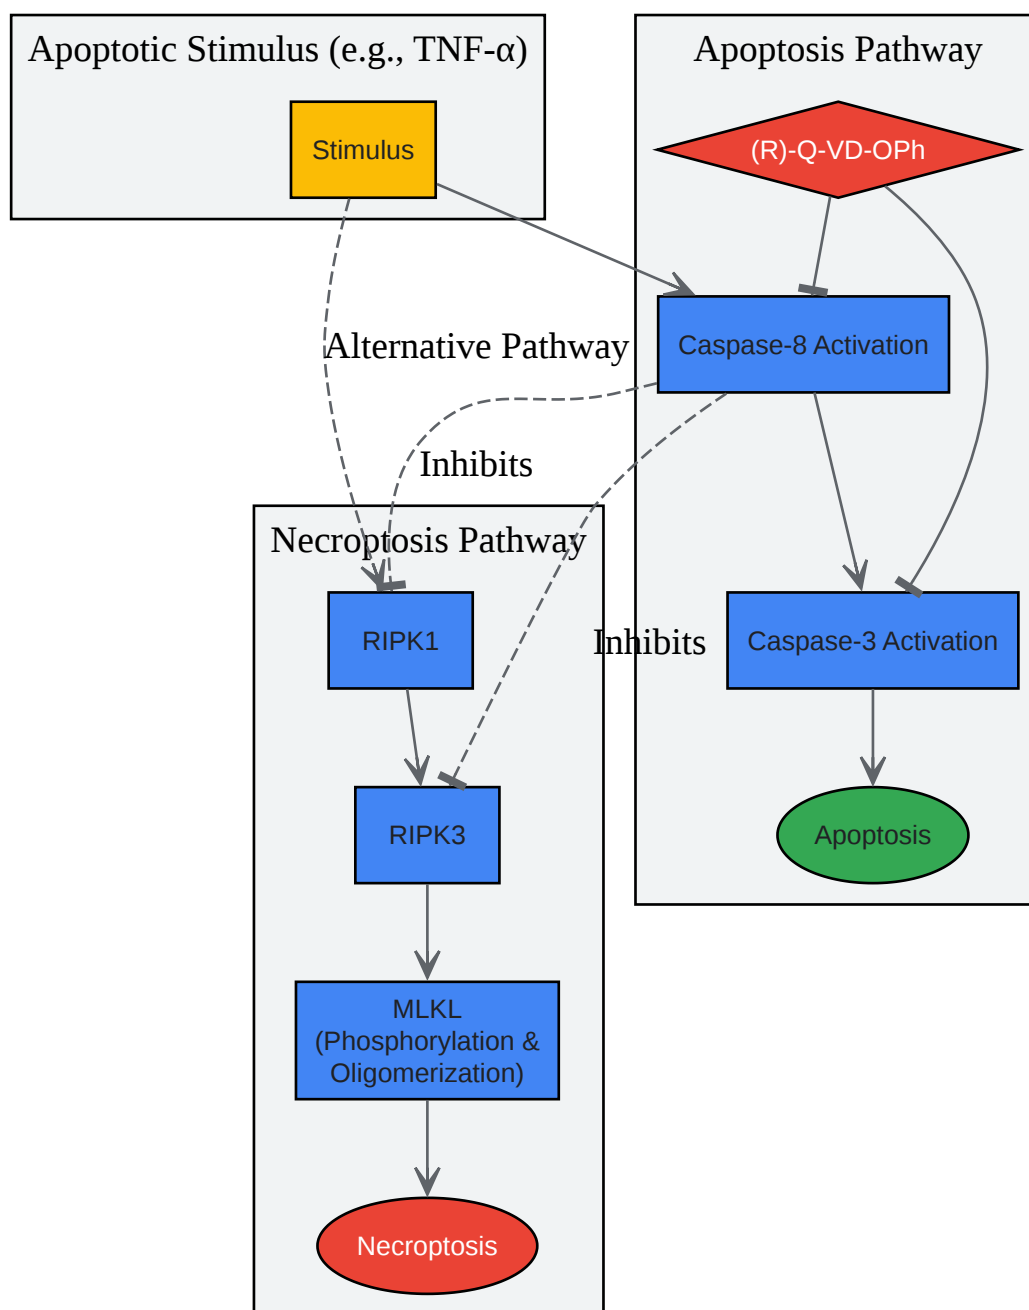 Apoptotic Stimulus (e.g., TNF-α)
Apoptosis Pathway
Stimulus
(R)-Q-VD-OPh
Alternative Pathway
Caspase-8 Activation
Inhibits
Necroptosis Pathway
RIPK1
Inhibits
Caspase-3 Activation
RIPK3
Apoptosis
MLKL
(Phosphorylation &
Oligomerization)
Necroptosis